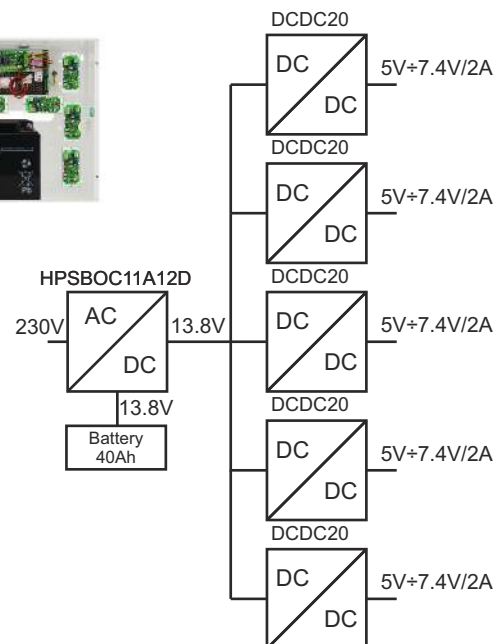 DCDC20
DC
DC
5V÷7.4V/2A
DCDC20
DC
DC
5V÷7.4V/2A
HPSBOC11A12D
230V
AC
DC
13.8V
13.8V
Battery
40Ah
DCDC20
DC
DC
5V÷7.4V/2A
DCDC20
DC
DC
5V÷7.4V/2A
DCDC20
DC
DC
5V÷7.4V/2A